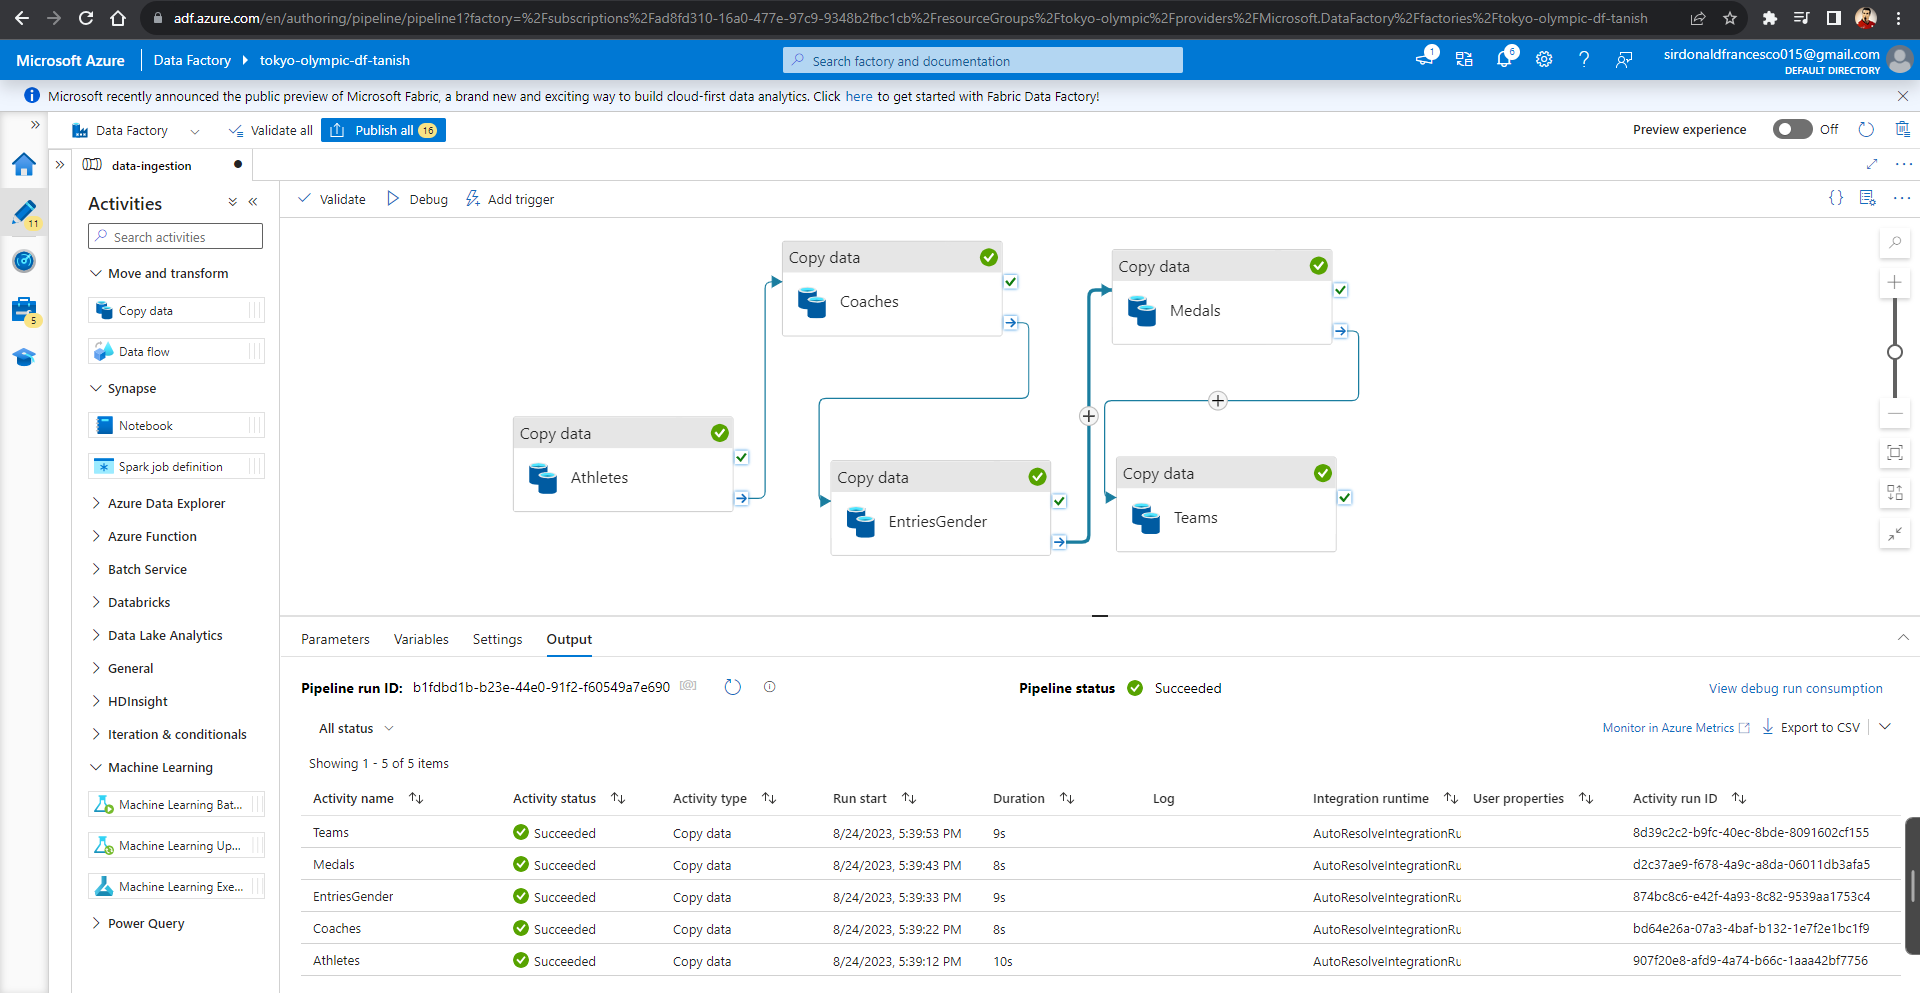 adf.azure.com/en/authoring/pipeline/pipeline1?factory=%2Fsubscriptions%2Fad8fd310-16a0-477e-97c9-9348b2fbc1cb%2FresourceGroups%2Ftokyo-olympic%2Fproviders%2FMicrosoft.DataFactory%2Ffactories%2Ftokyo-olympic-df-tanish
Microsoft Azure Data Factory tokyo-olympic-df-tanish Search factory and documentation 1 6 sirdonaldfrancesco015@gmail.com
DEFAULT DIRECTORY
Microsoft recently announced the public preview of Microsoft Fabric, a brand new and exciting way to build cloud-first data analytics. Click here to get started with Fabric Data Factory!
Data Factory Validate all Publish all 16 Preview experience Off
data-ingestion
11
5
Activities
Search activities
Move and transform
Copy data
Data flow
Synapse
Notebook
Spark job definition
Azure Data Explorer
Azure Function
Batch Service
Databricks
Data Lake Analytics
General
HDInsight
Iteration & conditionals
Machine Learning
Machine Learning Bat...
Machine Learning Up...
Machine Learning Exe...
Power Query
Validate Debug Add trigger {}
Copy data
Coaches
Copy data
Medals
Copy data
Athletes
Copy data
EntriesGender
Copy data
Teams
Parameters Variables Settings Output
Pipeline run ID: b1fdbd1b-b23e-44e0-91f2-f60549a7e690 Pipeline status Succeeded View debug run consumption
All status Monitor in Azure Metrics Export to CSV
Showing 1 - 5 of 5 items
Activity name Activity status Activity type Run start Duration Log Integration runtime User properties Activity run ID
Teams Succeeded Copy data 8/24/2023, 5:39:53 PM 9s AutoResolveIntegrationRu 8d39c2c2-b9fc-40ec-8bde-8091602cf155
Medals Succeeded Copy data 8/24/2023, 5:39:43 PM 8s AutoResolveIntegrationRu d2c37ae9-f678-4a9c-a8da-06011db3afa5
EntriesGender Succeeded Copy data 8/24/2023, 5:39:33 PM 9s AutoResolveIntegrationRu 874bc8c6-e42f-4a93-8c82-9539aa1753c4
Coaches Succeeded Copy data 8/24/2023, 5:39:22 PM 8s AutoResolveIntegrationRu bd64e26a-07a3-4baf-b132-1e7f2e1bc1f9
Athletes Succeeded Copy data 8/24/2023, 5:39:12 PM 10s AutoResolveIntegrationRu 907f20e8-afd9-4a74-b66c-1aaa42bf7756